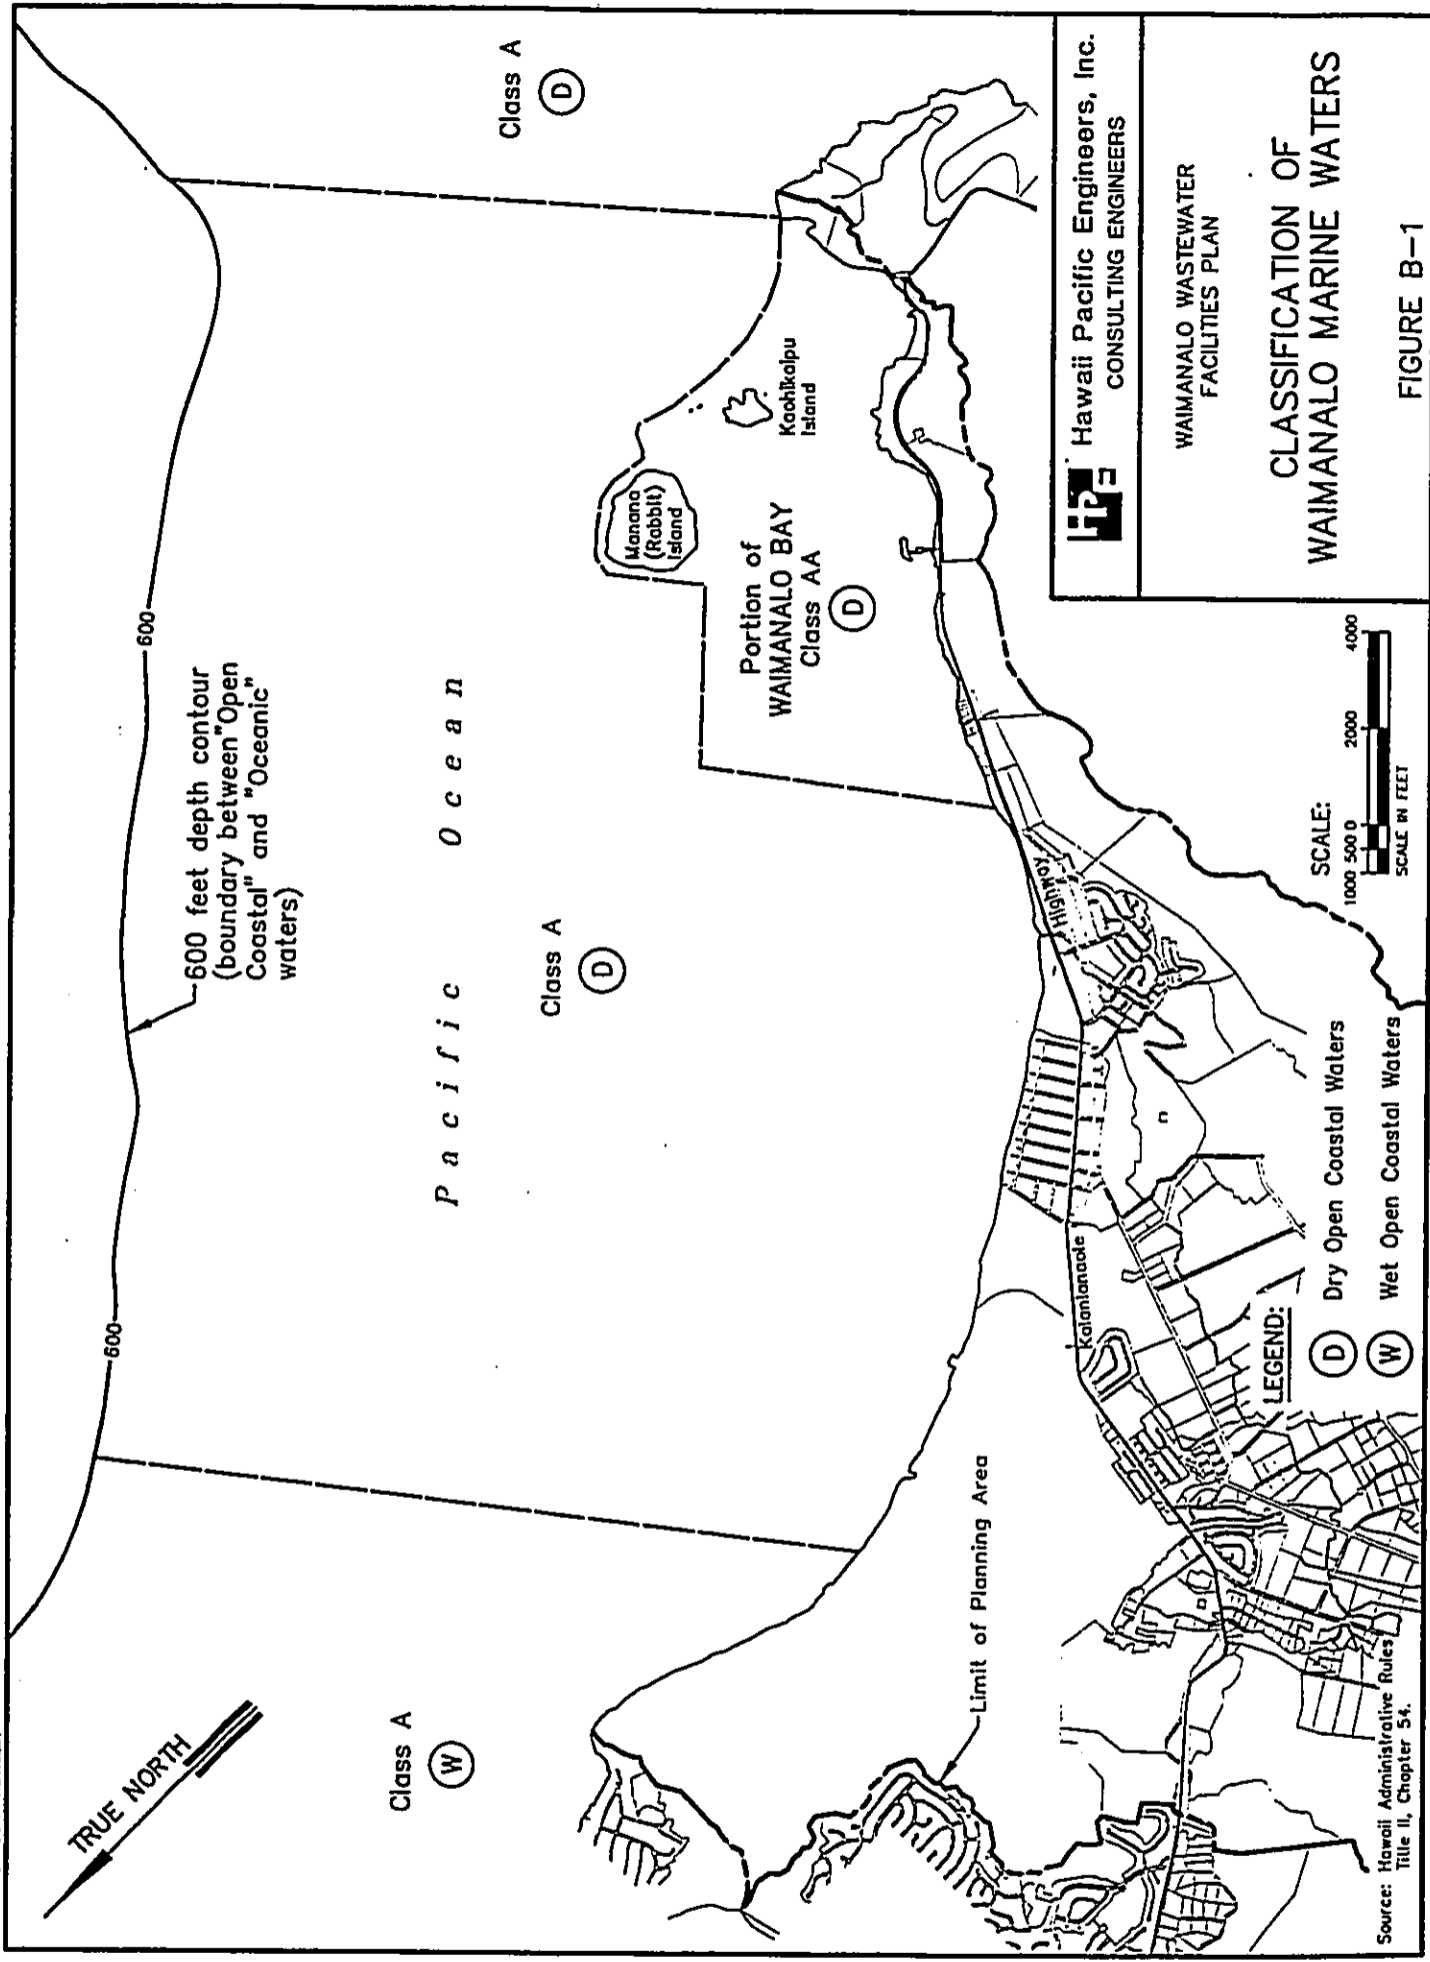 TRUE NORTH
Class A
W
600
600 feet depth contour
(boundary between "Open
Coastal" and "Oceanic"
waters)
600
Pacific Ocean
Class A
D
Class A
D
Manana
(Rabbit)
Island
Kaohikaipu
Island
Portion of
WAIMANALO BAY
Class AA
D
Limit of Planning Area
Kalanianaole
Highway
LEGEND:
D Dry Open Coastal Waters
W Wet Open Coastal Waters
SCALE:
1000 500 0 2000 4000
SCALE IN FEET
Source: Hawaii Administrative Rules
Title II, Chapter 54.
HP Hawaii Pacific Engineers, Inc.
CONSULTING ENGINEERS
WAIMANALO WASTEWATER
FACILITIES PLAN
CLASSIFICATION OF
WAIMANALO MARINE WATERS
FIGURE B-1